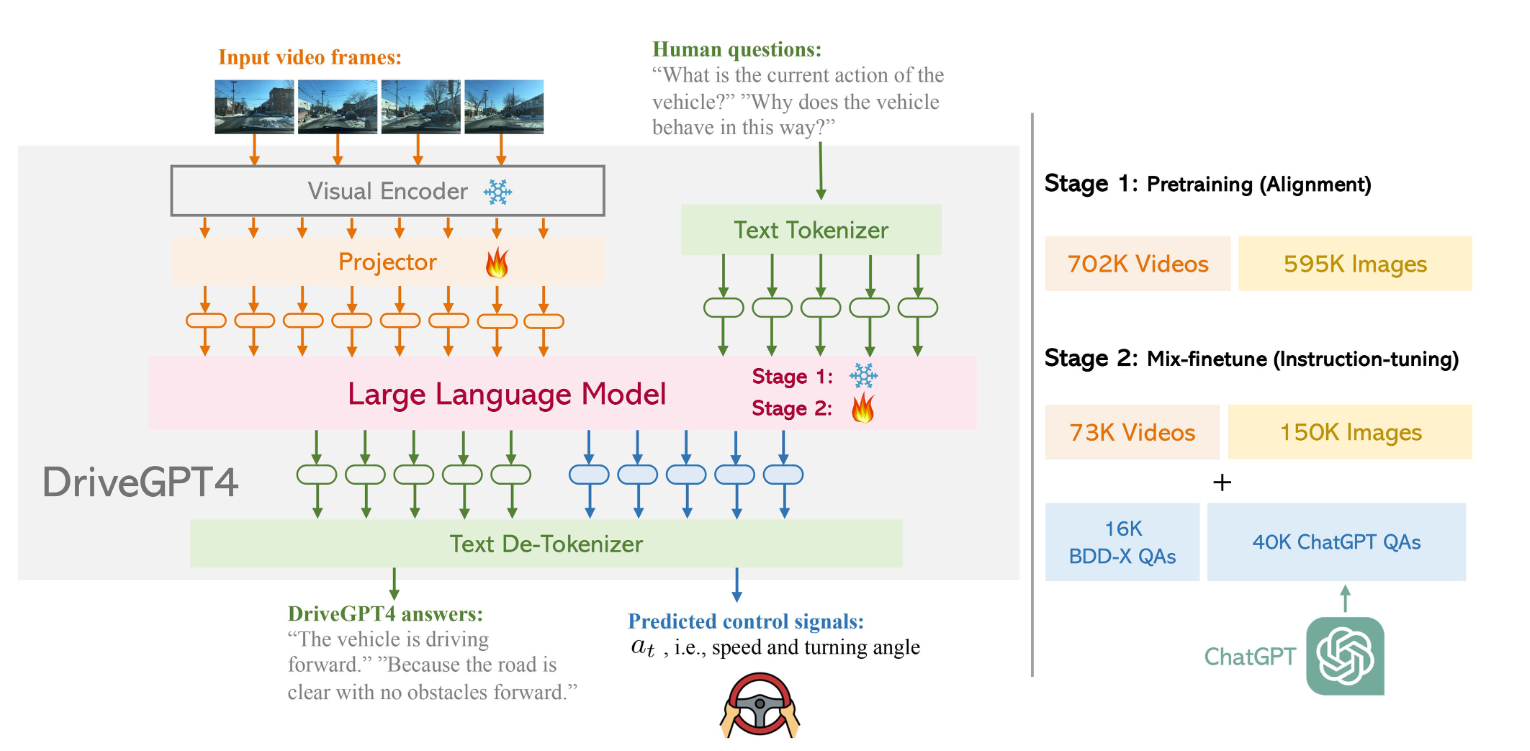 Input video frames:
Human questions:
“What is the current action of the
vehicle?” ”Why does the vehicle
behave in this way?”
Visual Encoder
Projector
Text Tokenizer
Large Language Model
Stage 1:
Stage 2:
DriveGPT4
Text De-Tokenizer
DriveGPT4 answers:
“The vehicle is driving
forward.” ”Because the road is
clear with no obstacles forward.”
Predicted control signals:
aₜ , i.e., speed and turning angle
Stage 1: Pretraining (Alignment)
702K Videos
595K Images
Stage 2: Mix-finetune (Instruction-tuning)
73K Videos
150K Images
+
16K
BDD-X QAs
40K ChatGPT QAs
ChatGPT